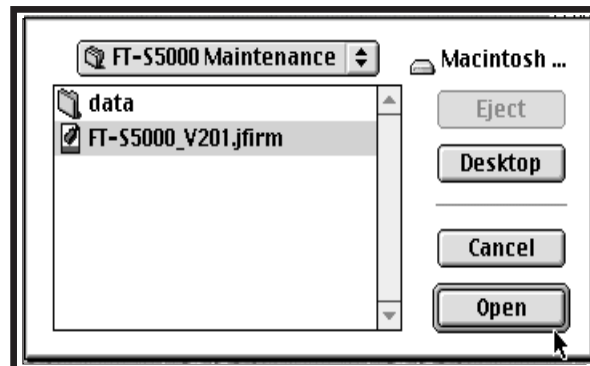 FT-S5000 Maintenance
Macintosh ...
data
FT-S5000_V201.jfirm
Eject
Desktop
Cancel
Open